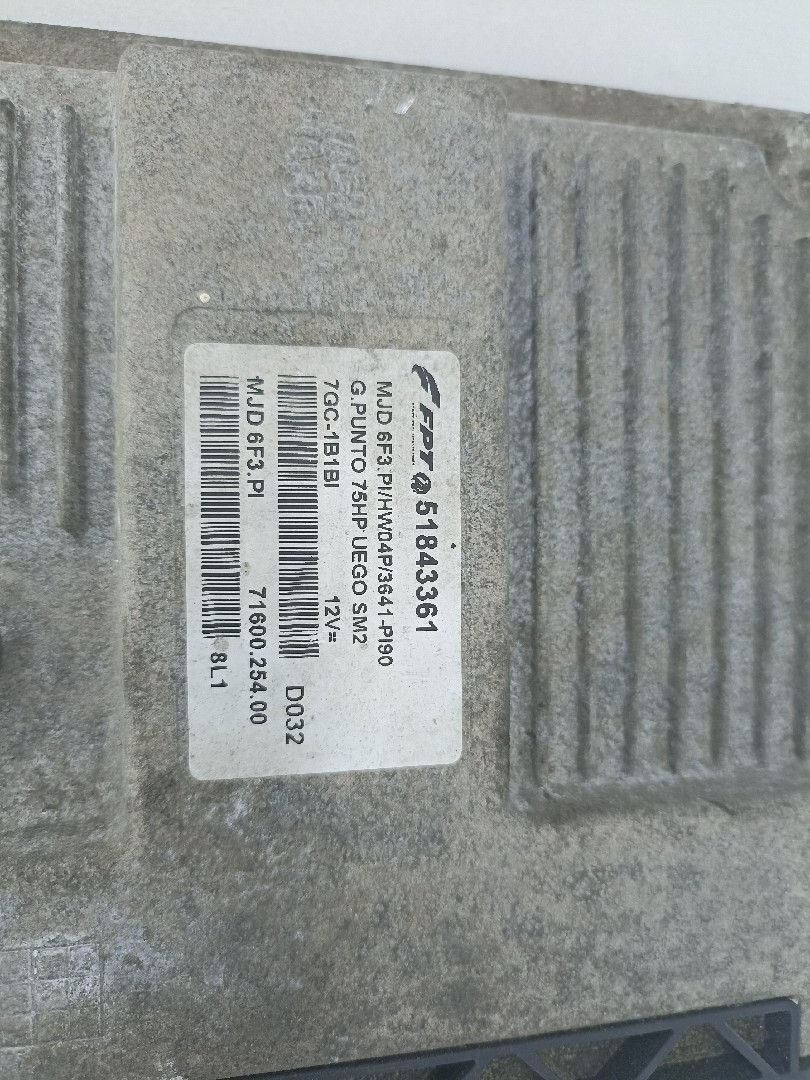 FPT 51843361
MJD 6F3.PI/HW04P/3641-PI90
G.PUNTO 75HP UEGO SM2
7GC-1B1BI 12V=
D032
MJD 6F3.PI 71600.254.00
8L1